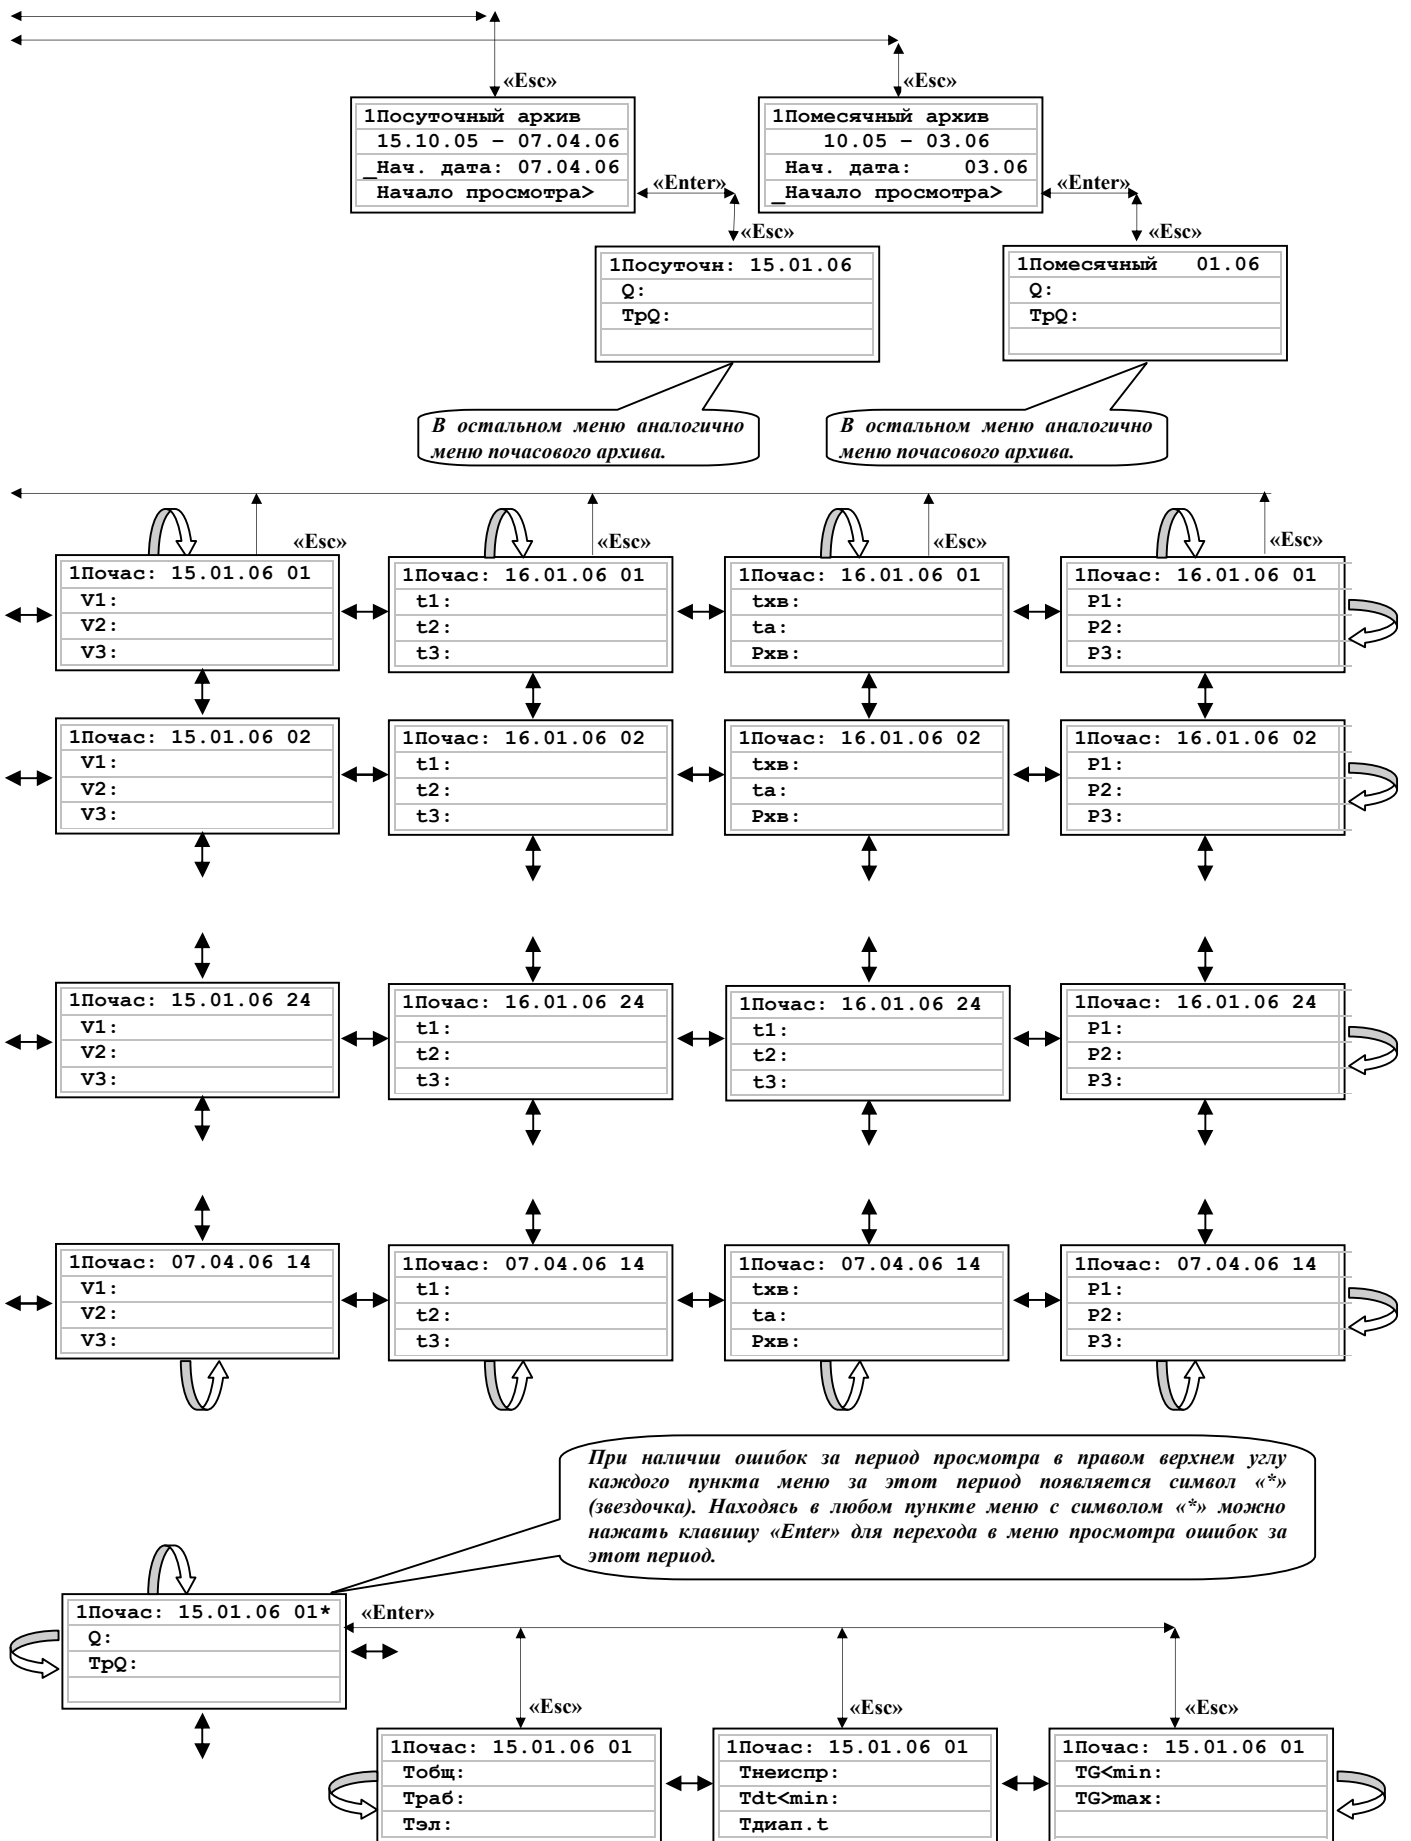 «Esc»
«Esc»
1Посуточный архив
15.10.05 – 07.04.06
_Нач. дата: 07.04.06
Начало просмотра>
«Enter»
1Помесячный архив
10.05 – 03.06
Нач. дата: 03.06
_Начало просмотра>
«Enter»
«Esc»
«Esc»
1Посуточн: 15.01.06
Q:
ТрQ:
1Помесячный 01.06
Q:
ТрQ:
В остальном меню аналогично
меню почасового архива.
В остальном меню аналогично
меню почасового архива.
«Esc»
«Esc»
«Esc»
«Esc»
1Почас: 15.01.06 01
V1:
V2:
V3:
1Почас: 16.01.06 01
t1:
t2:
t3:
1Почас: 16.01.06 01
tхв:
ta:
Рхв:
1Почас: 16.01.06 01
P1:
P2:
P3:
1Почас: 15.01.06 02
V1:
V2:
V3:
1Почас: 16.01.06 02
t1:
t2:
t3:
1Почас: 16.01.06 02
tхв:
ta:
Рхв:
1Почас: 16.01.06 02
P1:
P2:
P3:
1Почас: 15.01.06 24
V1:
V2:
V3:
1Почас: 16.01.06 24
t1:
t2:
t3:
1Почас: 16.01.06 24
t1:
t2:
t3:
1Почас: 16.01.06 24
P1:
P2:
P3:
1Почас: 07.04.06 14
V1:
V2:
V3:
1Почас: 07.04.06 14
t1:
t2:
t3:
1Почас: 07.04.06 14
tхв:
ta:
Рхв:
1Почас: 07.04.06 14
P1:
P2:
P3:
При наличии ошибок за период просмотра в правом верхнем углу
каждого пункта меню за этот период появляется символ «*»
(звездочка). Находясь в любом пункте меню с символом «*» можно
нажать клавишу «Enter» для перехода в меню просмотра ошибок за
этот период.
1Почас: 15.01.06 01*
Q:
ТрQ:
«Enter»
«Esc»
«Esc»
«Esc»
1Почас: 15.01.06 01
Тобщ:
Траб:
Тэл:
1Почас: 15.01.06 01
Тнеиспр:
Tdt<min:
Тдиап.t
1Почас: 15.01.06 01
TG<min:
TG>max: